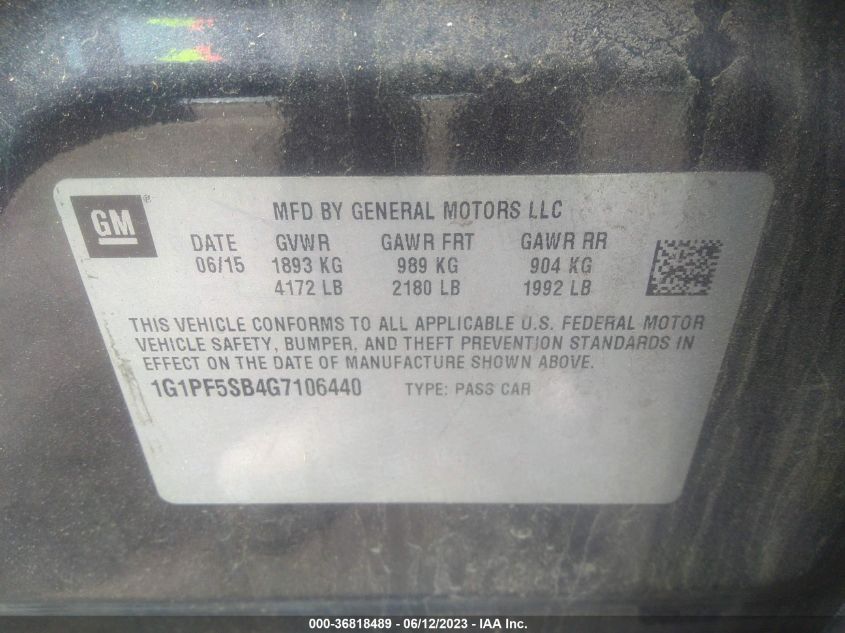 GM ®
MFD BY GENERAL MOTORS LLC
DATE GVWR GAWR FRT GAWR RR
06/15 1893 KG 989 KG 904 KG
4172 LB 2180 LB 1992 LB
THIS VEHICLE CONFORMS TO ALL APPLICABLE U.S. FEDERAL MOTOR
VEHICLE SAFETY, BUMPER, AND THEFT PREVENTION STANDARDS IN
EFFECT ON THE DATE OF MANUFACTURE SHOWN ABOVE.
1G1PF5SB4G7106440 TYPE: PASS CAR
000-36818489 - 06/12/2023 - IAA Inc.